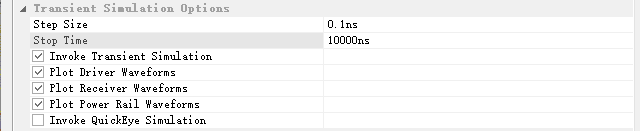 Transient Simulation Options
Step Size 0.1ns
Stop Time 10000ns
Invoke Transient Simulation
Plot Driver Waveforms
Plot Receiver Waveforms
Plot Power Rail Waveforms
Invoke QuickEye Simulation